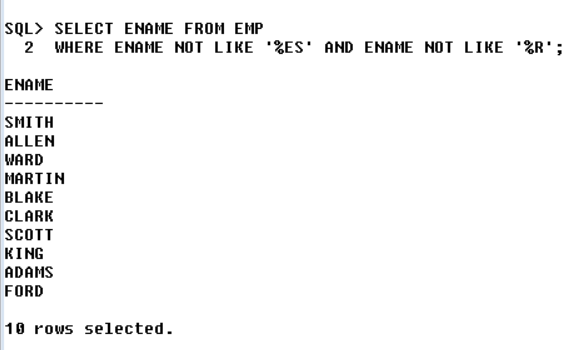 SQL> SELECT ENAME FROM EMP
2 WHERE ENAME NOT LIKE '%ES' AND ENAME NOT LIKE '%R';
ENAME
----------
SMITH
ALLEN
WARD
MARTIN
BLAKE
CLARK
SCOTT
KING
ADAMS
FORD
10 rows selected.